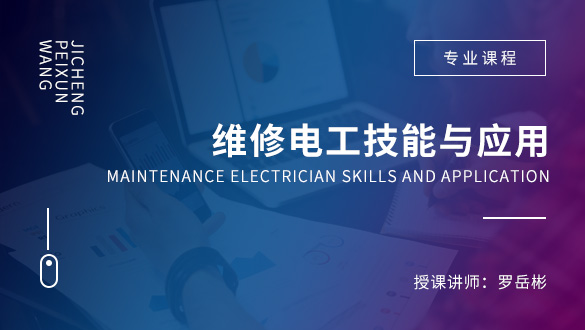 JICHENG
PEIXUN
WANG
专业课程
维修电工技能与应用
MAINTENANCE ELECTRICIAN SKILLS AND APPLICATION
授课讲师：罗岳彬